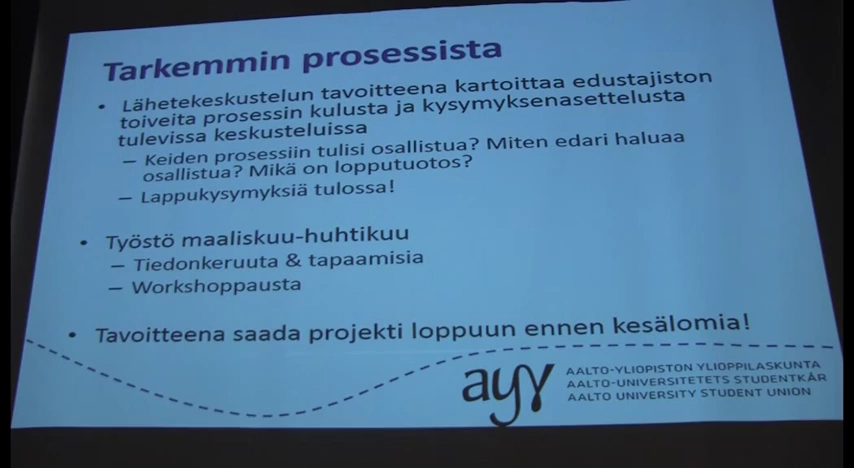 Tarkemmin prosessista
• Lähetekeskustelun tavoitteena kartoittaa edustajiston
toiveita prosessin kulusta ja kysymyksenasettelusta
tulevissa keskusteluissa
– Keiden prosessiin tulisi osallistua? Miten edari haluaa
osallistua? Mikä on lopputuotos?
– Lappukysymyksiä tulossa!
• Työstö maaliskuu-huhtikuu
– Tiedonkeruuta & tapaamisia
– Workshoppausta
• Tavoitteena saada projekti loppuun ennen kesälomia!
ayy
AALTO-YLIOPISTON YLIOPPILASKUNTA
AALTO-UNIVERSITETETS STUDENTKÅR
AALTO UNIVERSITY STUDENT UNION